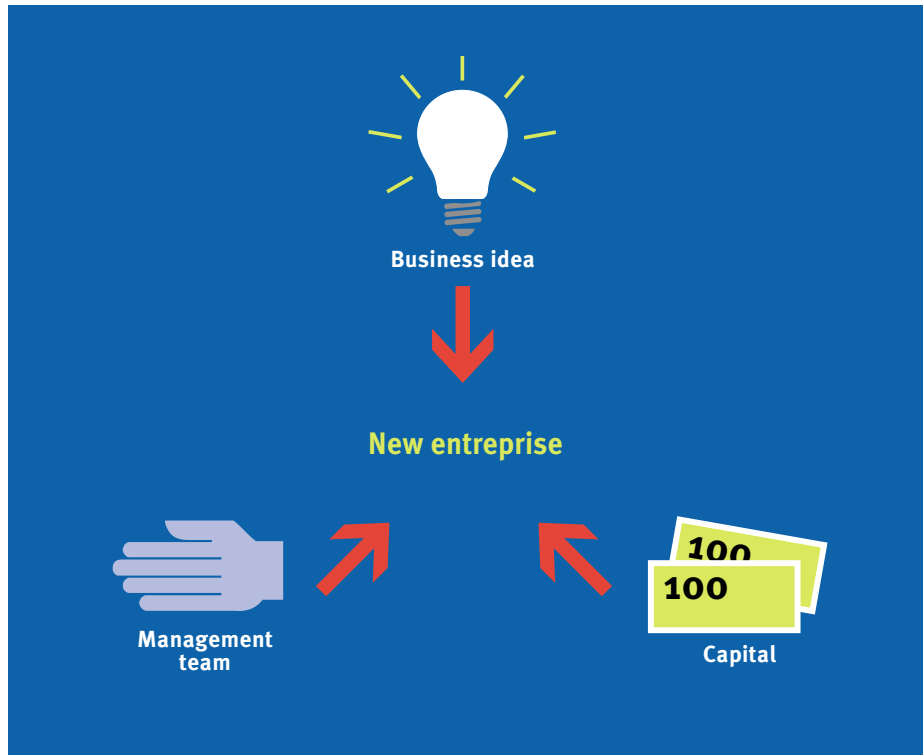 Business idea
New entreprise
100
100
Management
team
Capital